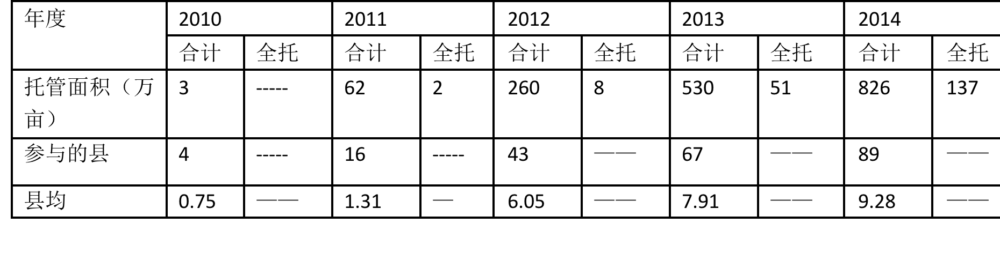 年度 2010 2011 2012 2013 2014
合计 全托 合计 全托 合计 全托 合计 全托 合计 全托
托管面积（万 3 ----- 62 2 260 8 530 51 826 137
亩）
参与的县 4 ----- 16 ----- 43 —— 67 —— 89 ——
县均 0.75 —— 1.31 — 6.05 —— 7.91 —— 9.28 ——